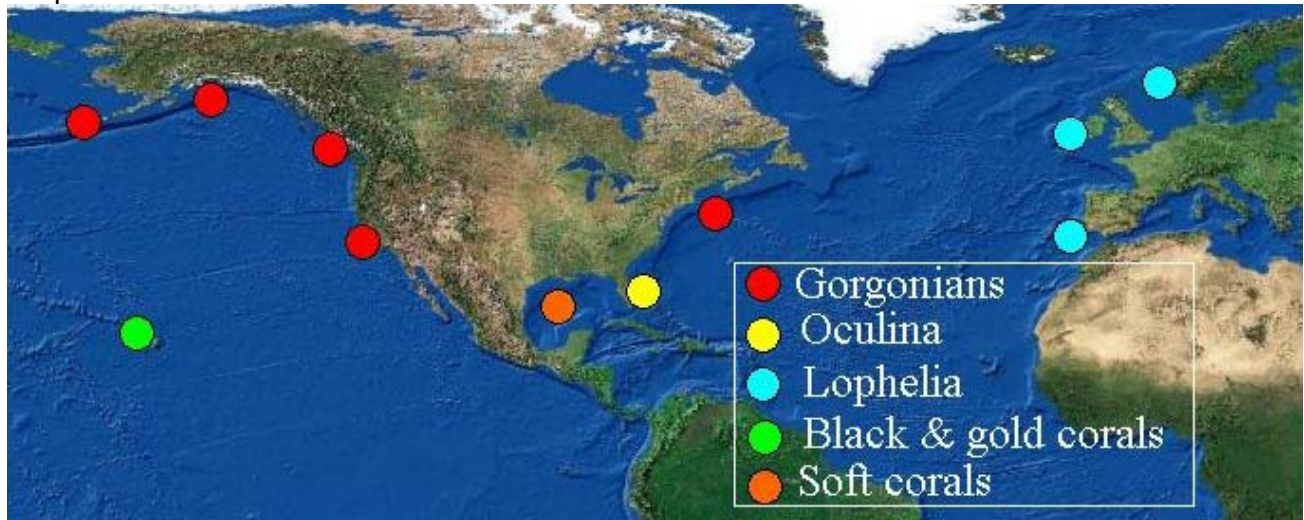 Gorgonians
Oculina
Lophelia
Black & gold corals
Soft corals